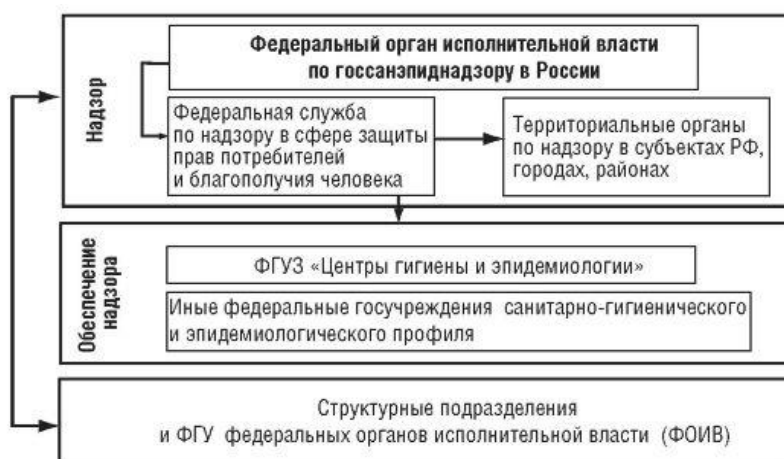 Надзор
Федеральный орган исполнительной власти
по госсанэпиднадзору в России
Федеральная служба
по надзору в сфере защиты
прав потребителей
и благополучия человека
Территориальные органы
по надзору в субъектах РФ,
городах, районах
Обеспечение
надзора
ФГУЗ «Центры гигиены и эпидемиологии»
Иные федеральные госучреждения санитарно-гигиенического
и эпидемиологического профиля
Структурные подразделения
и ФГУ федеральных органов исполнительной власти (ФОИВ)